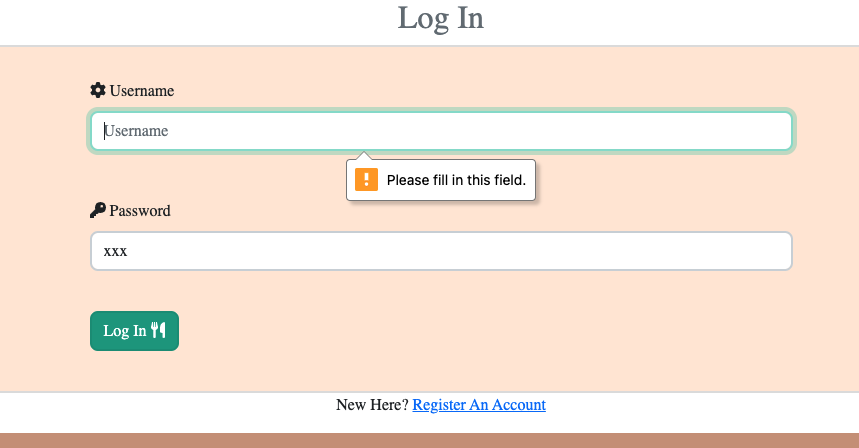 Log In
Username
Username
Please fill in this field.
Password
xxx
Log In
New Here? Register An Account